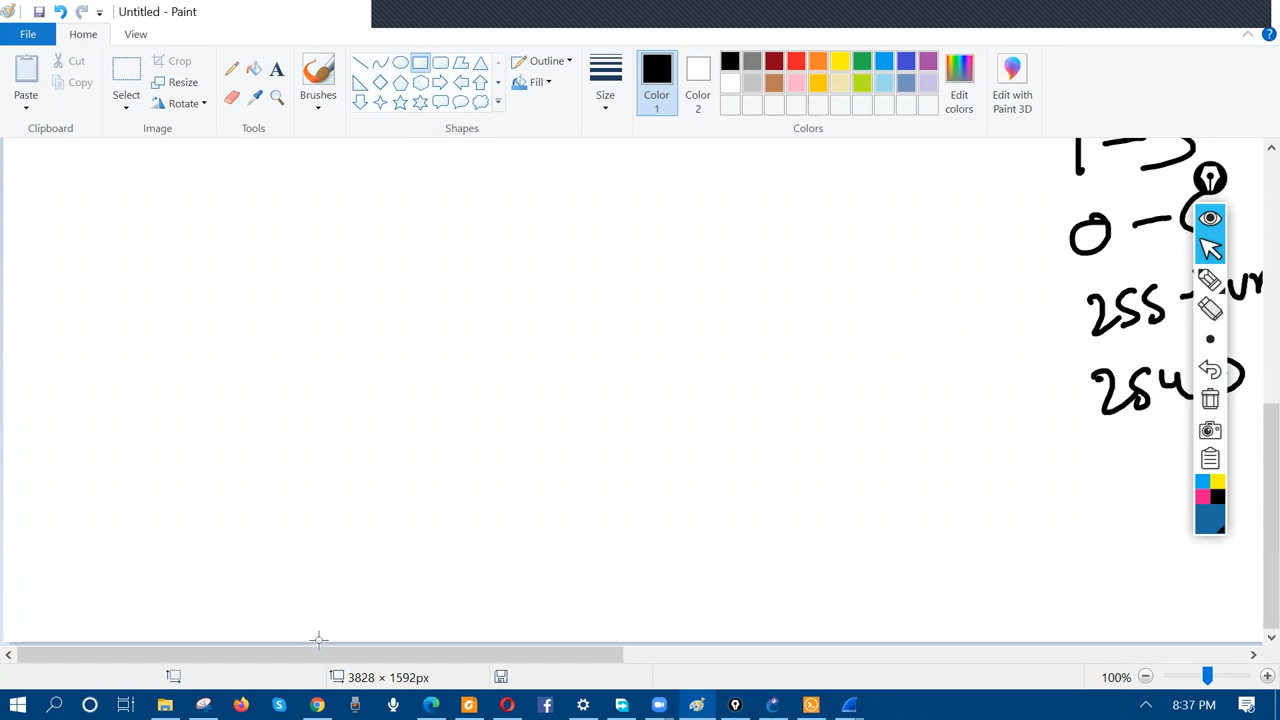 Untitled - Paint
File Home View
Paste
Cut
Copy
Clipboard
Select
Crop
Resize
Rotate
Image
Tools
Brushes
Outline
Fill
Shapes
Size
Color 1
Color 2
Edit colors
Colors
Edit with Paint 3D
0 -
255 -
254
3828 × 1592px
100%
8:37 PM